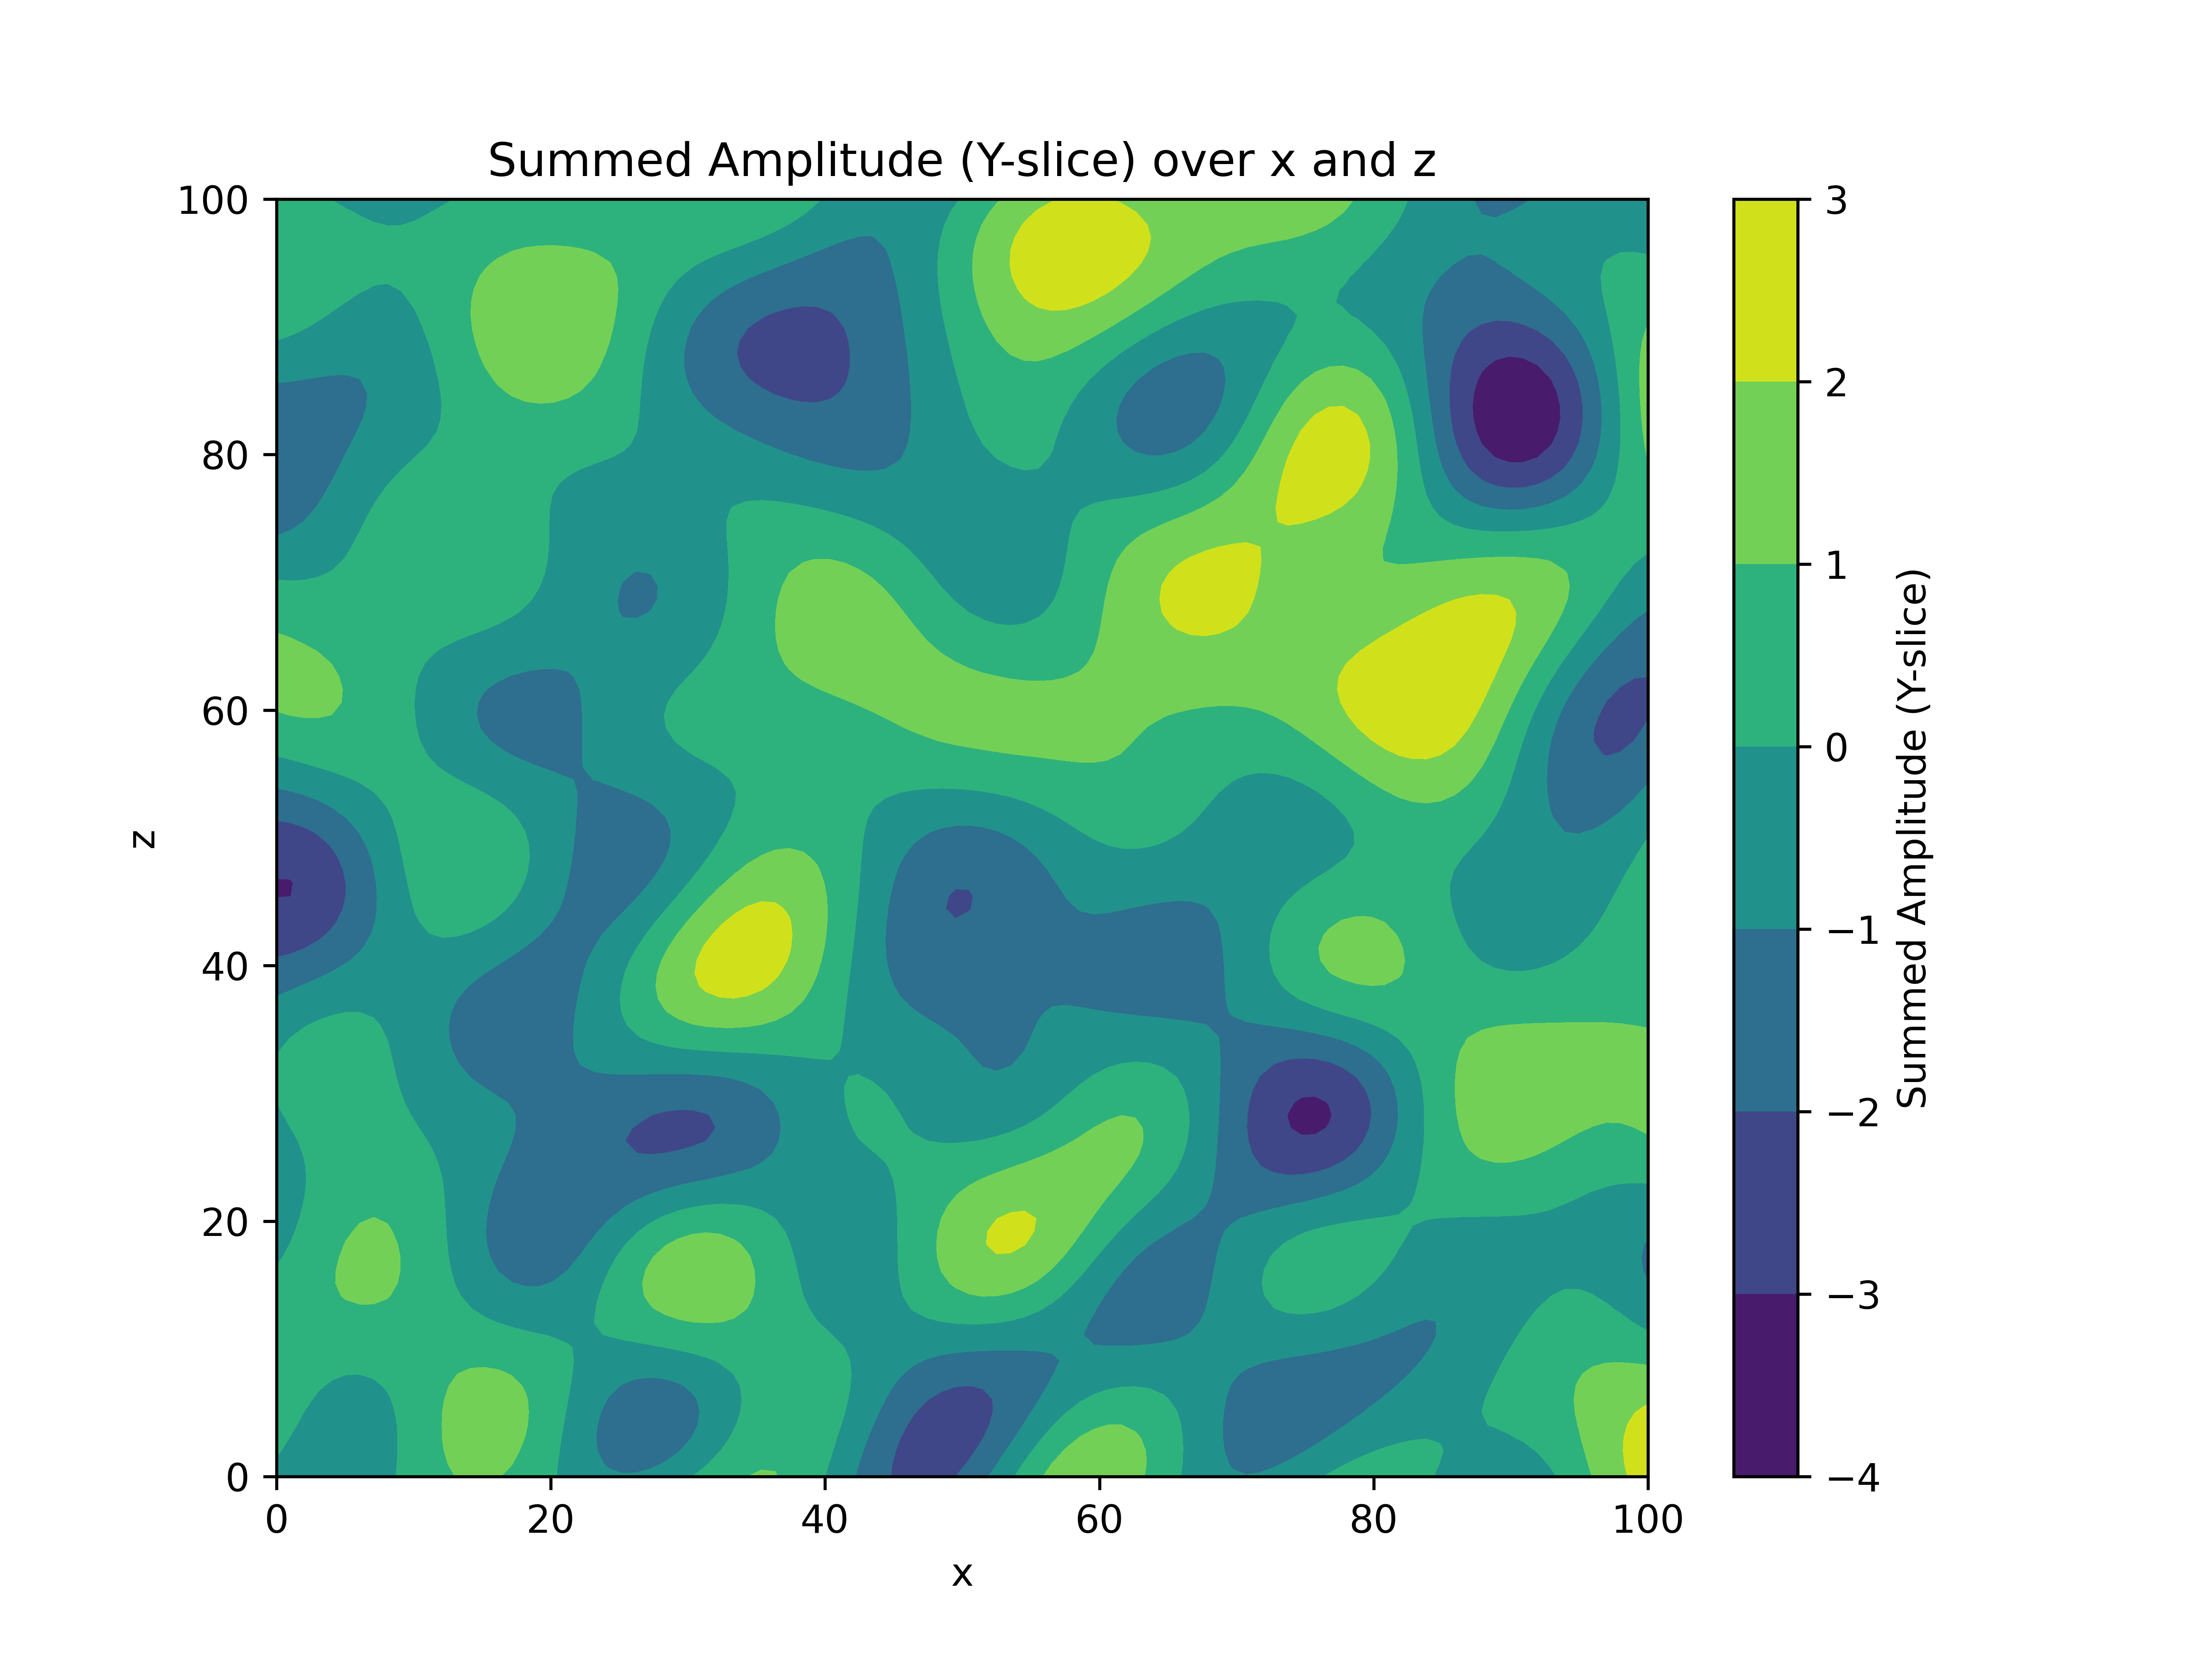 Summed Amplitude (Y-slice) over x and z
100
80
60
40
20
0
z
0 20 40 60 80 100
x
3
2
1
0
−1
−2
−3
−4
Summed Amplitude (Y-slice)